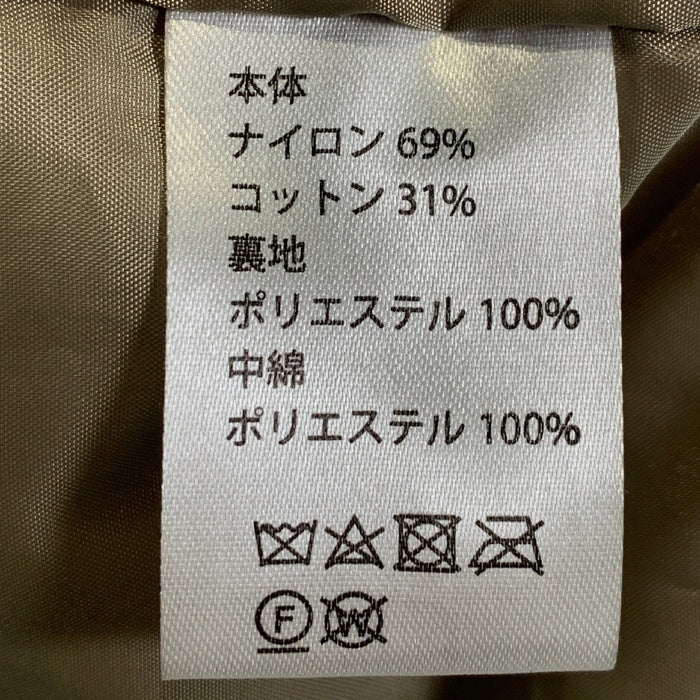 本体
ナイロン 69%
コットン 31%
裏地
ポリエステル 100%
中綿
ポリエステル 100%
F W